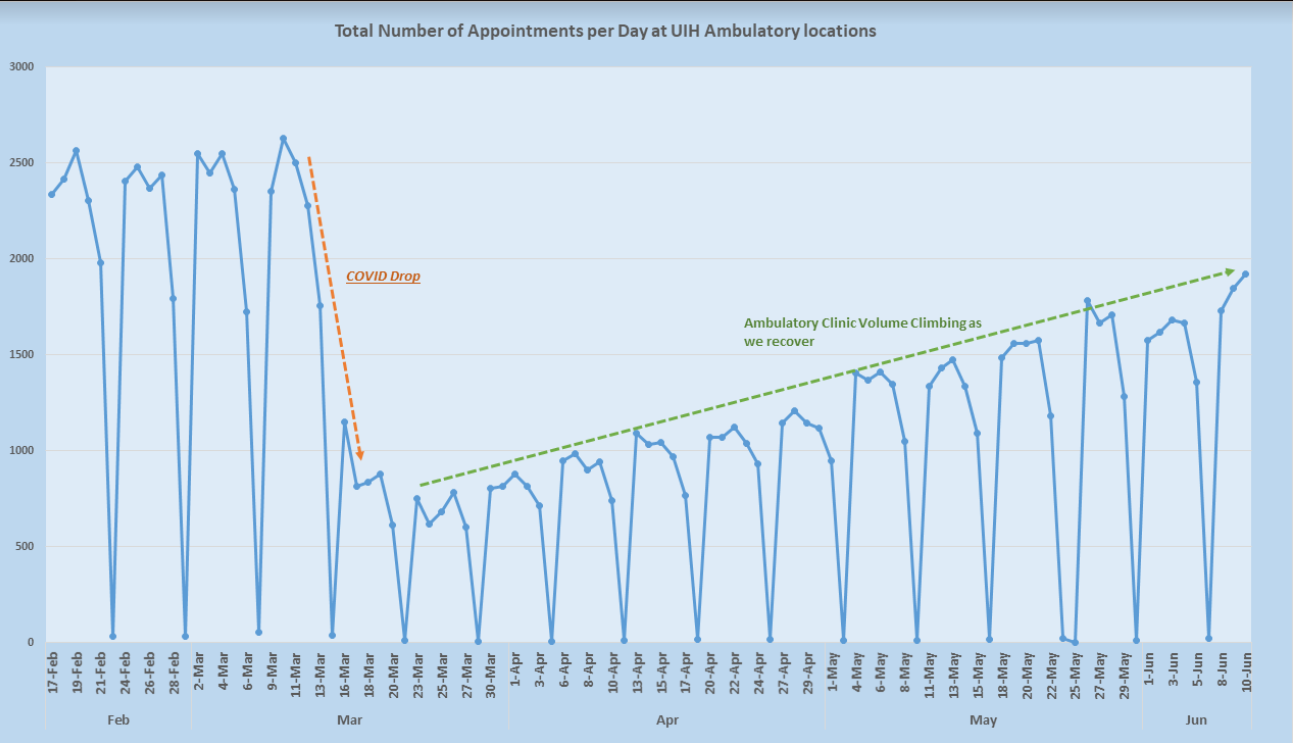 Total Number of Appointments per Day at UIH Ambulatory locations
3000
2500
2000
1500
1000
500
0
COVID Drop
Ambulatory Clinic Volume Climbing as
we recover
17-Feb
19-Feb
21-Feb
24-Feb
26-Feb
28-Feb
2-Mar
4-Mar
6-Mar
9-Mar
11-Mar
13-Mar
16-Mar
18-Mar
20-Mar
23-Mar
25-Mar
27-Mar
30-Mar
1-Apr
3-Apr
6-Apr
8-Apr
10-Apr
13-Apr
15-Apr
17-Apr
20-Apr
22-Apr
24-Apr
27-Apr
29-Apr
1-May
4-May
6-May
8-May
11-May
13-May
15-May
18-May
20-May
22-May
25-May
27-May
29-May
1-Jun
3-Jun
5-Jun
8-Jun
10-Jun
Feb
Mar
Apr
May
Jun